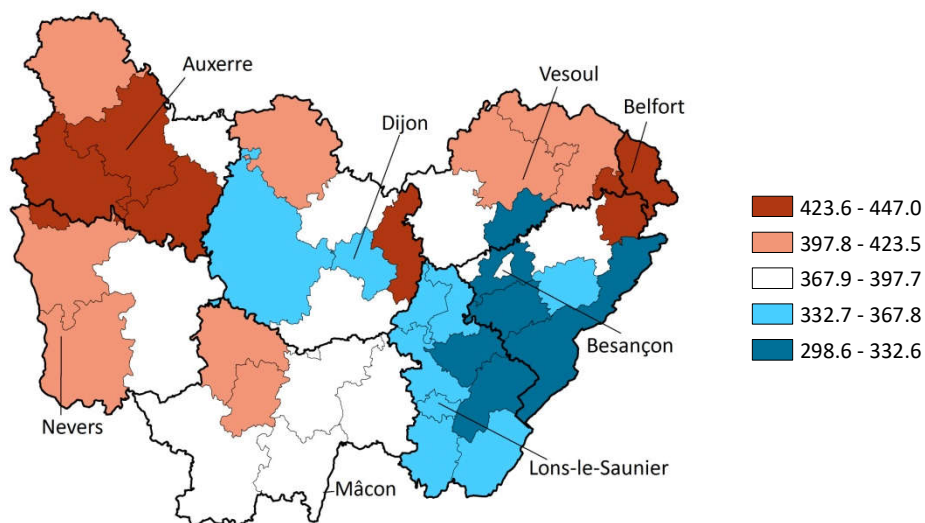 Auxerre
Vesoul
Belfort
Dijon
423.6 - 447.0
397.8 - 423.5
367.9 - 397.7
332.7 - 367.8
298.6 - 332.6
Besançon
Nevers
Lons-le-Saunier
Mâcon